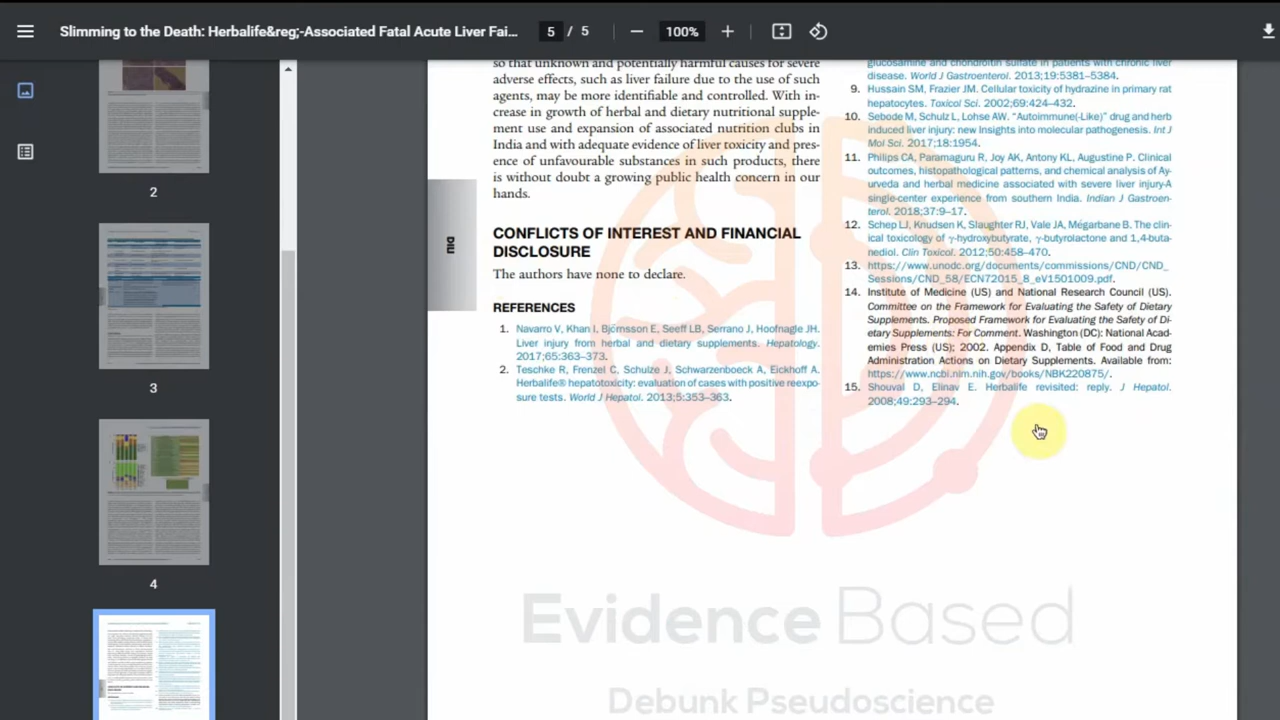 Slimming to the Death: Herbalife&reg;-Associated Fatal Acute Liver Fai...
5 / 5
100%
2
3
4
DILI
so that unknown and potentially harmful causes for severe
adverse effects, such as liver failure due to the use of such
agents, may be more identifiable and controlled. With in-
crease in growth of herbal and dietary nutritional supple-
ment use and expansion of associated nutrition clubs in
India and with adequate evidence of liver toxicity and pres-
ence of unfavourable substances in such products, there
is without doubt a growing public health concern in our
hands.
CONFLICTS OF INTEREST AND FINANCIAL
DISCLOSURE
The authors have none to declare.
REFERENCES
1. Navarro V, Khan I, Björnsson E, Seeff LB, Serrano J, Hoofnagle JH.
Liver injury from herbal and dietary supplements. Hepatology.
2017;65:363–373.
2. Teschke R, Frenzel C, Schulze J, Schwarzenboeck A, Eickhoff A.
Herbalife® hepatotoxicity: evaluation of cases with positive reexpo-
sure tests. World J Hepatol. 2013;5:353–363.
glucosamine and chondroitin sulfate in patients with chronic liver
disease. World J Gastroenterol. 2013;19:5381–5384.
9. Hussain SM, Frazier JM. Cellular toxicity of hydrazine in primary rat
hepatocytes. Toxicol Sci. 2002;69:424–432.
10. Sebode M, Schulz L, Lohse AW. "Autoimmune(-Like)" drug and herb
induced liver injury: new Insights into molecular pathogenesis. Int J
Mol Sci. 2017;18:1954.
11. Philips CA, Paramaguru R, Joy AK, Antony KL, Augustine P. Clinical
outcomes, histopathological patterns, and chemical analysis of Ay-
urveda and herbal medicine associated with severe liver injury-A
single-center experience from southern India. Indian J Gastroen-
terol. 2018;37:9–17.
12. Schep LJ, Knudsen K, Slaughter RJ, Vale JA, Mégarbane B. The clin-
ical toxicology of γ-hydroxybutyrate, γ-butyrolactone and 1,4-buta-
nediol. Clin Toxicol. 2012;50:458–470.
13. https://www.unodc.org/documents/commissions/CND/CND_
Sessions/CND_58/ECN72015_8_eV1501009.pdf.
14. Institute of Medicine (US) and National Research Council (US).
Committee on the Framework for Evaluating the Safety of Dietary
Supplements. Proposed Framework for Evaluating the Safety of Di-
etary Supplements: For Comment. Washington (DC): National Acad-
emies Press (US); 2002. Appendix D, Table of Food and Drug
Administration Actions on Dietary Supplements. Available from:
https://www.ncbi.nlm.nih.gov/books/NBK220875/.
15. Shouval D, Elinav E. Herbalife revisited: reply. J Hepatol.
2008;49:293–294.
Evidence Based
Debunk Pseudoscience